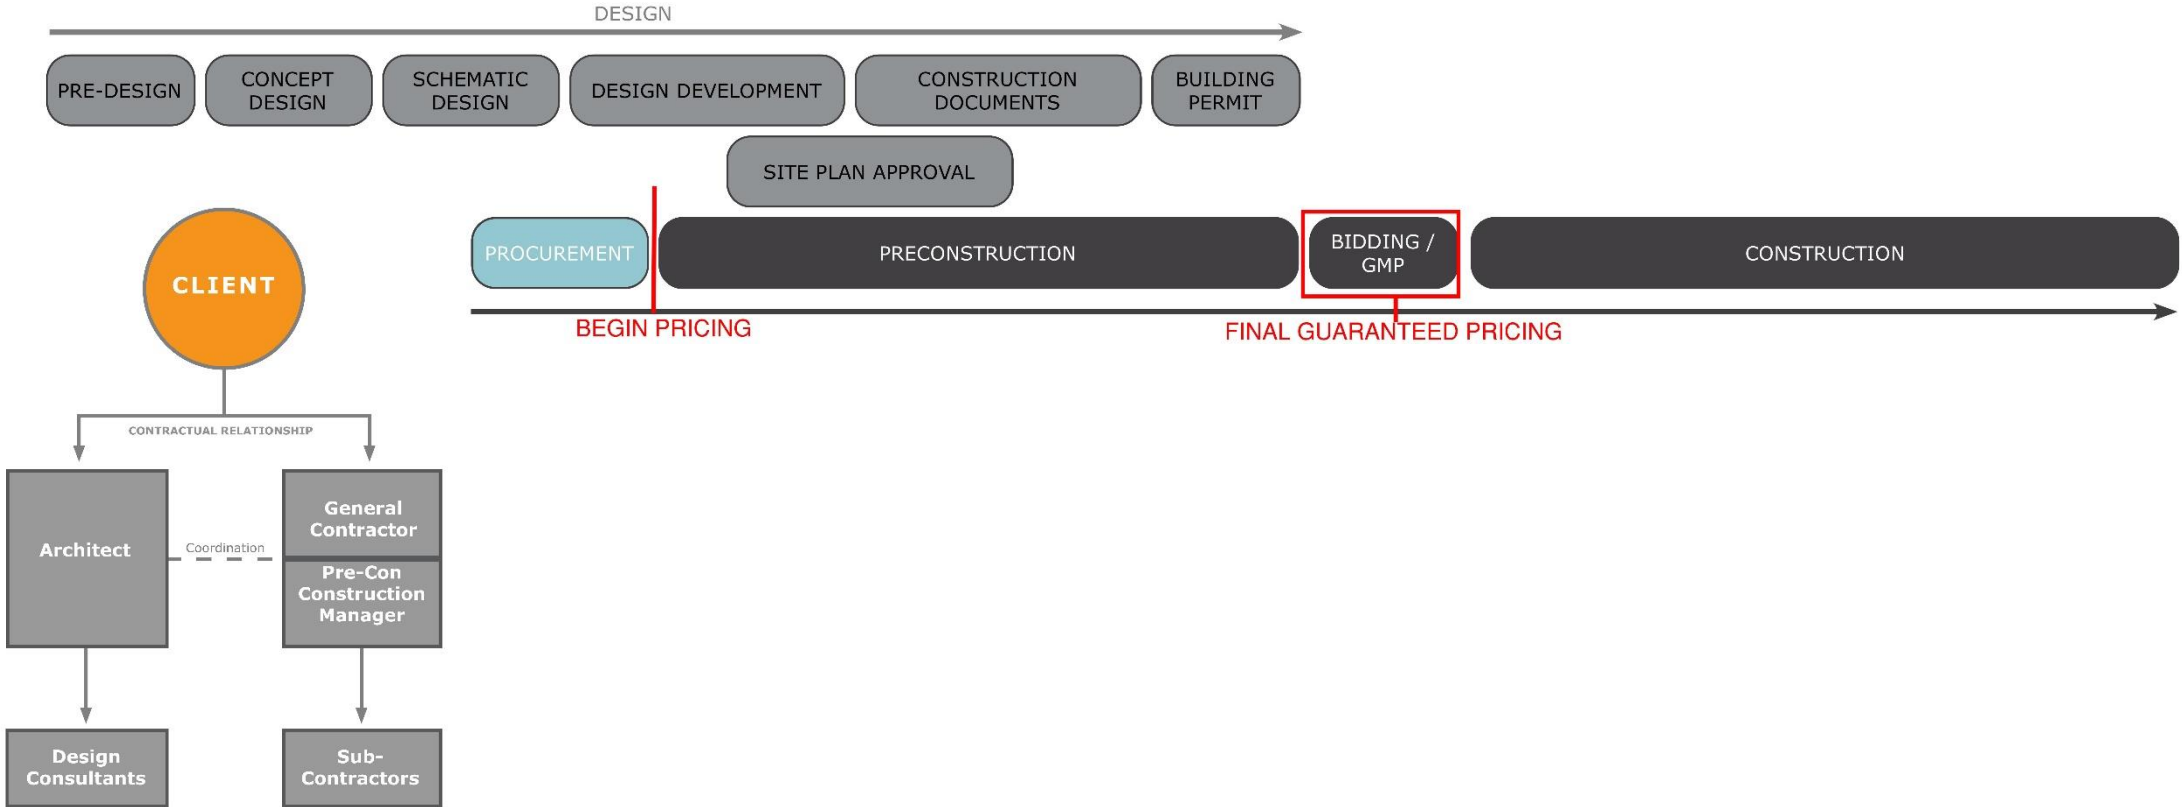 DESIGN
PRE-DESIGN
CONCEPT
DESIGN
SCHEMATIC
DESIGN
DESIGN DEVELOPMENT
CONSTRUCTION
DOCUMENTS
BUILDING
PERMIT
SITE PLAN APPROVAL
PROCUREMENT
PRECONSTRUCTION
BIDDING /
GMP
CONSTRUCTION
BEGIN PRICING
FINAL GUARANTEED PRICING
CLIENT
CONTRACTUAL RELATIONSHIP
Architect
Coordination
General
Contractor
Pre-Con
Construction
Manager
Design
Consultants
Sub-
Contractors